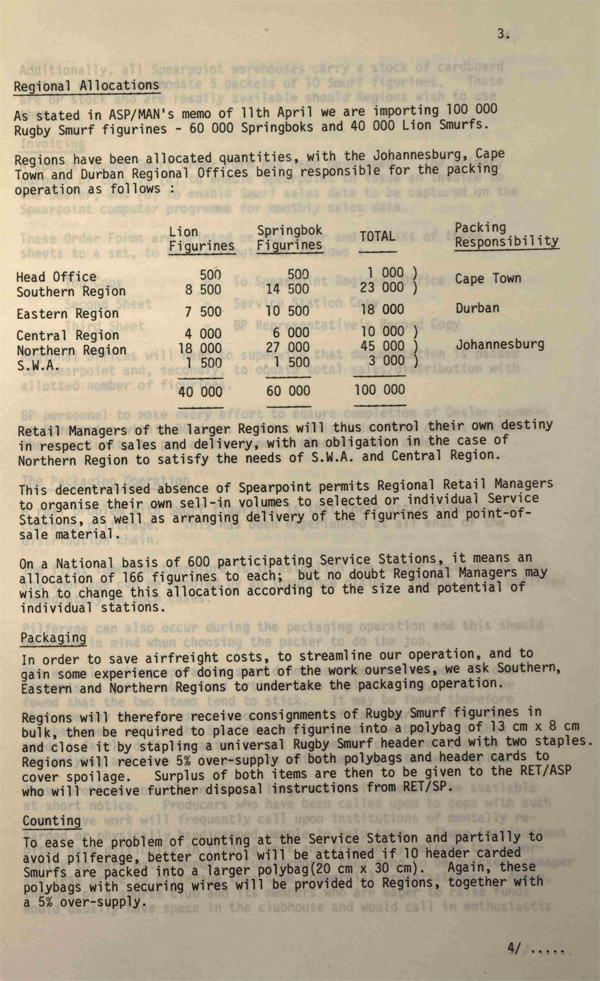 3.
Regional Allocations
As stated in ASP/MAN's memo of 11th April we are importing 100 000
Rugby Smurf figurines - 60 000 Springboks and 40 000 Lion Smurfs.
Regions have been allocated quantities, with the Johannesburg, Cape
Town and Durban Regional Offices being responsible for the packing
operation as follows :
Lion Springbok TOTAL Packing
Figurines Figurines Responsibility
Head Office 500 500 1 000 )
Southern Region 8 500 14 500 23 000 ) Cape Town
Eastern Region 7 500 10 500 18 000 Durban
Central Region 4 000 6 000 10 000 )
Northern Region 18 000 27 000 45 000 ) Johannesburg
S.W.A. 1 500 1 500 3 000 )
40 000 60 000 100 000
Retail Managers of the larger Regions will thus control their own destiny
in respect of sales and delivery, with an obligation in the case of
Northern Region to satisfy the needs of S.W.A. and Central Region.
This decentralised absence of Spearpoint permits Regional Retail Managers
to organise their own sell-in volumes to selected or individual Service
Stations, as well as arranging delivery of the figurines and point-of-
sale material.
On a National basis of 600 participating Service Stations, it means an
allocation of 166 figurines to each; but no doubt Regional Managers may
wish to change this allocation according to the size and potential of
individual stations.
Packaging
In order to save airfreight costs, to streamline our operation, and to
gain some experience of doing part of the work ourselves, we ask Southern,
Eastern and Northern Regions to undertake the packaging operation.
Regions will therefore receive consignments of Rugby Smurf figurines in
bulk, then be required to place each figurine into a polybag of 13 cm x 8 cm
and close it by stapling a universal Rugby Smurf header card with two staples.
Regions will receive 5% over-supply of both polybags and header cards to
cover spoilage. Surplus of both items are then to be given to the RET/ASP
who will receive further disposal instructions from RET/SP.
Counting
To ease the problem of counting at the Service Station and partially to
avoid pilferage, better control will be attained if 10 header carded
Smurfs are packed into a larger polybag(20 cm x 30 cm). Again, these
polybags with securing wires will be provided to Regions, together with
a 5% over-supply.
4/ .....